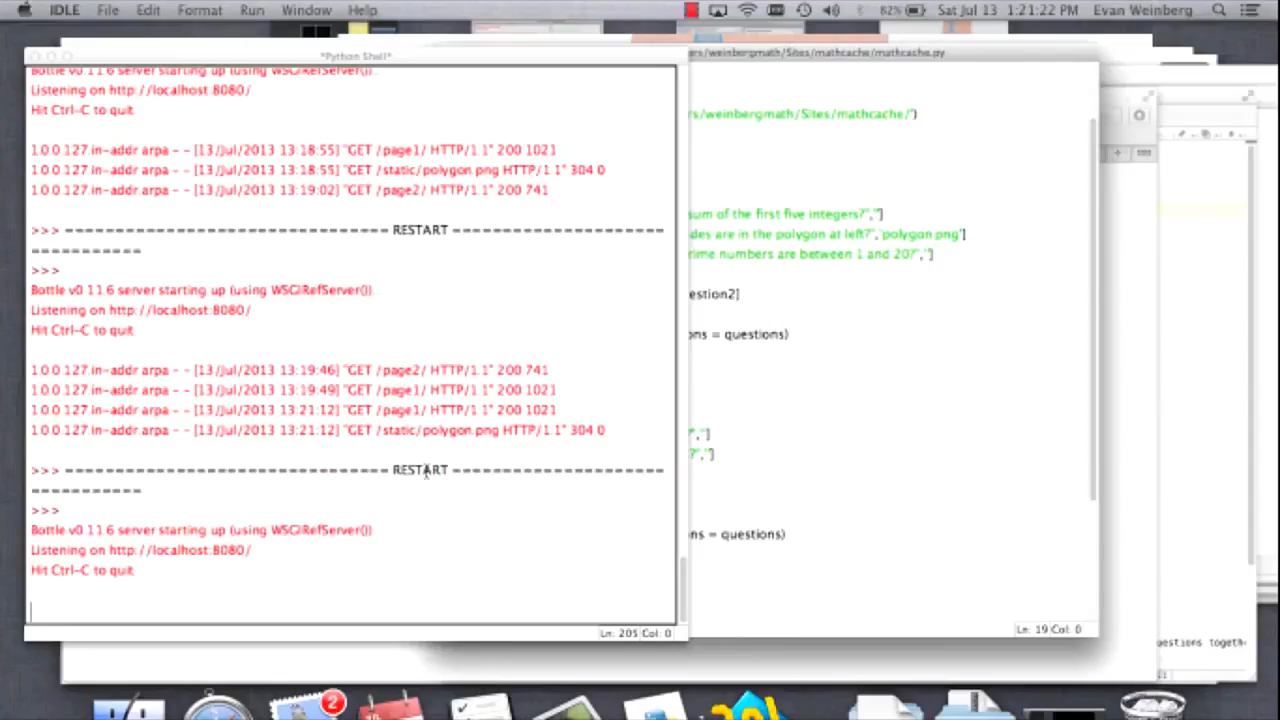 IDLE File Edit Format Run Window Help 82% Sat Jul 13 1:21:22 PM Evan Weinberg
*Python Shell*
Bottle v0.11.6 server starting up (using WSGIRefServer())...
Listening on http://localhost:8080/
Hit Ctrl-C to quit.
1.0.0.127.in-addr.arpa - - [13/Jul/2013 13:18:55] "GET /page1/ HTTP/1.1" 200 1021
1.0.0.127.in-addr.arpa - - [13/Jul/2013 13:18:55] "GET /static/polygon.png HTTP/1.1" 304 0
1.0.0.127.in-addr.arpa - - [13/Jul/2013 13:19:02] "GET /page2/ HTTP/1.1" 200 741
>>> ================================ RESTART =====================
===========
>>>
Bottle v0.11.6 server starting up (using WSGIRefServer())...
Listening on http://localhost:8080/
Hit Ctrl-C to quit.
1.0.0.127.in-addr.arpa - - [13/Jul/2013 13:19:46] "GET /page2/ HTTP/1.1" 200 741
1.0.0.127.in-addr.arpa - - [13/Jul/2013 13:19:49] "GET /page1/ HTTP/1.1" 200 1021
1.0.0.127.in-addr.arpa - - [13/Jul/2013 13:21:12] "GET /page1/ HTTP/1.1" 200 1021
1.0.0.127.in-addr.arpa - - [13/Jul/2013 13:21:12] "GET /static/polygon.png HTTP/1.1" 304 0
>>> ================================ RESTART =====================
===========
>>>
Bottle v0.11.6 server starting up (using WSGIRefServer())...
Listening on http://localhost:8080/
Hit Ctrl-C to quit.
Ln: 205 Col: 0
rs/weinbergmath/Sites/mathcache/mathcache.py
rs/weinbergmath/Sites/mathcache/")
sum of the first five integers?",'']
des are in the polygon at left?",'polygon.png']
rime numbers are between 1 and 20?",'']
estion2]
ons = questions)
",'']
?",'']
ns = questions)
Ln: 19 Col: 0
estions togeth
2